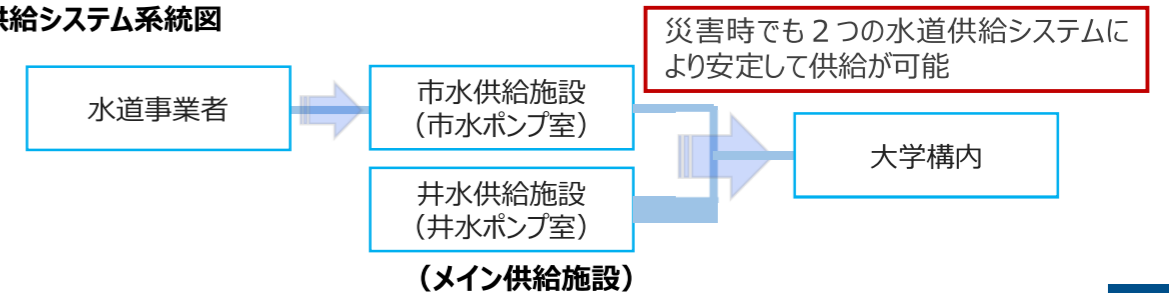 供給システム系統図
災害時でも２つの水道供給システムに
より安定して供給が可能
水道事業者
市水供給施設
（市水ポンプ室）
大学構内
井水供給施設
（井水ポンプ室）
（メイン供給施設）